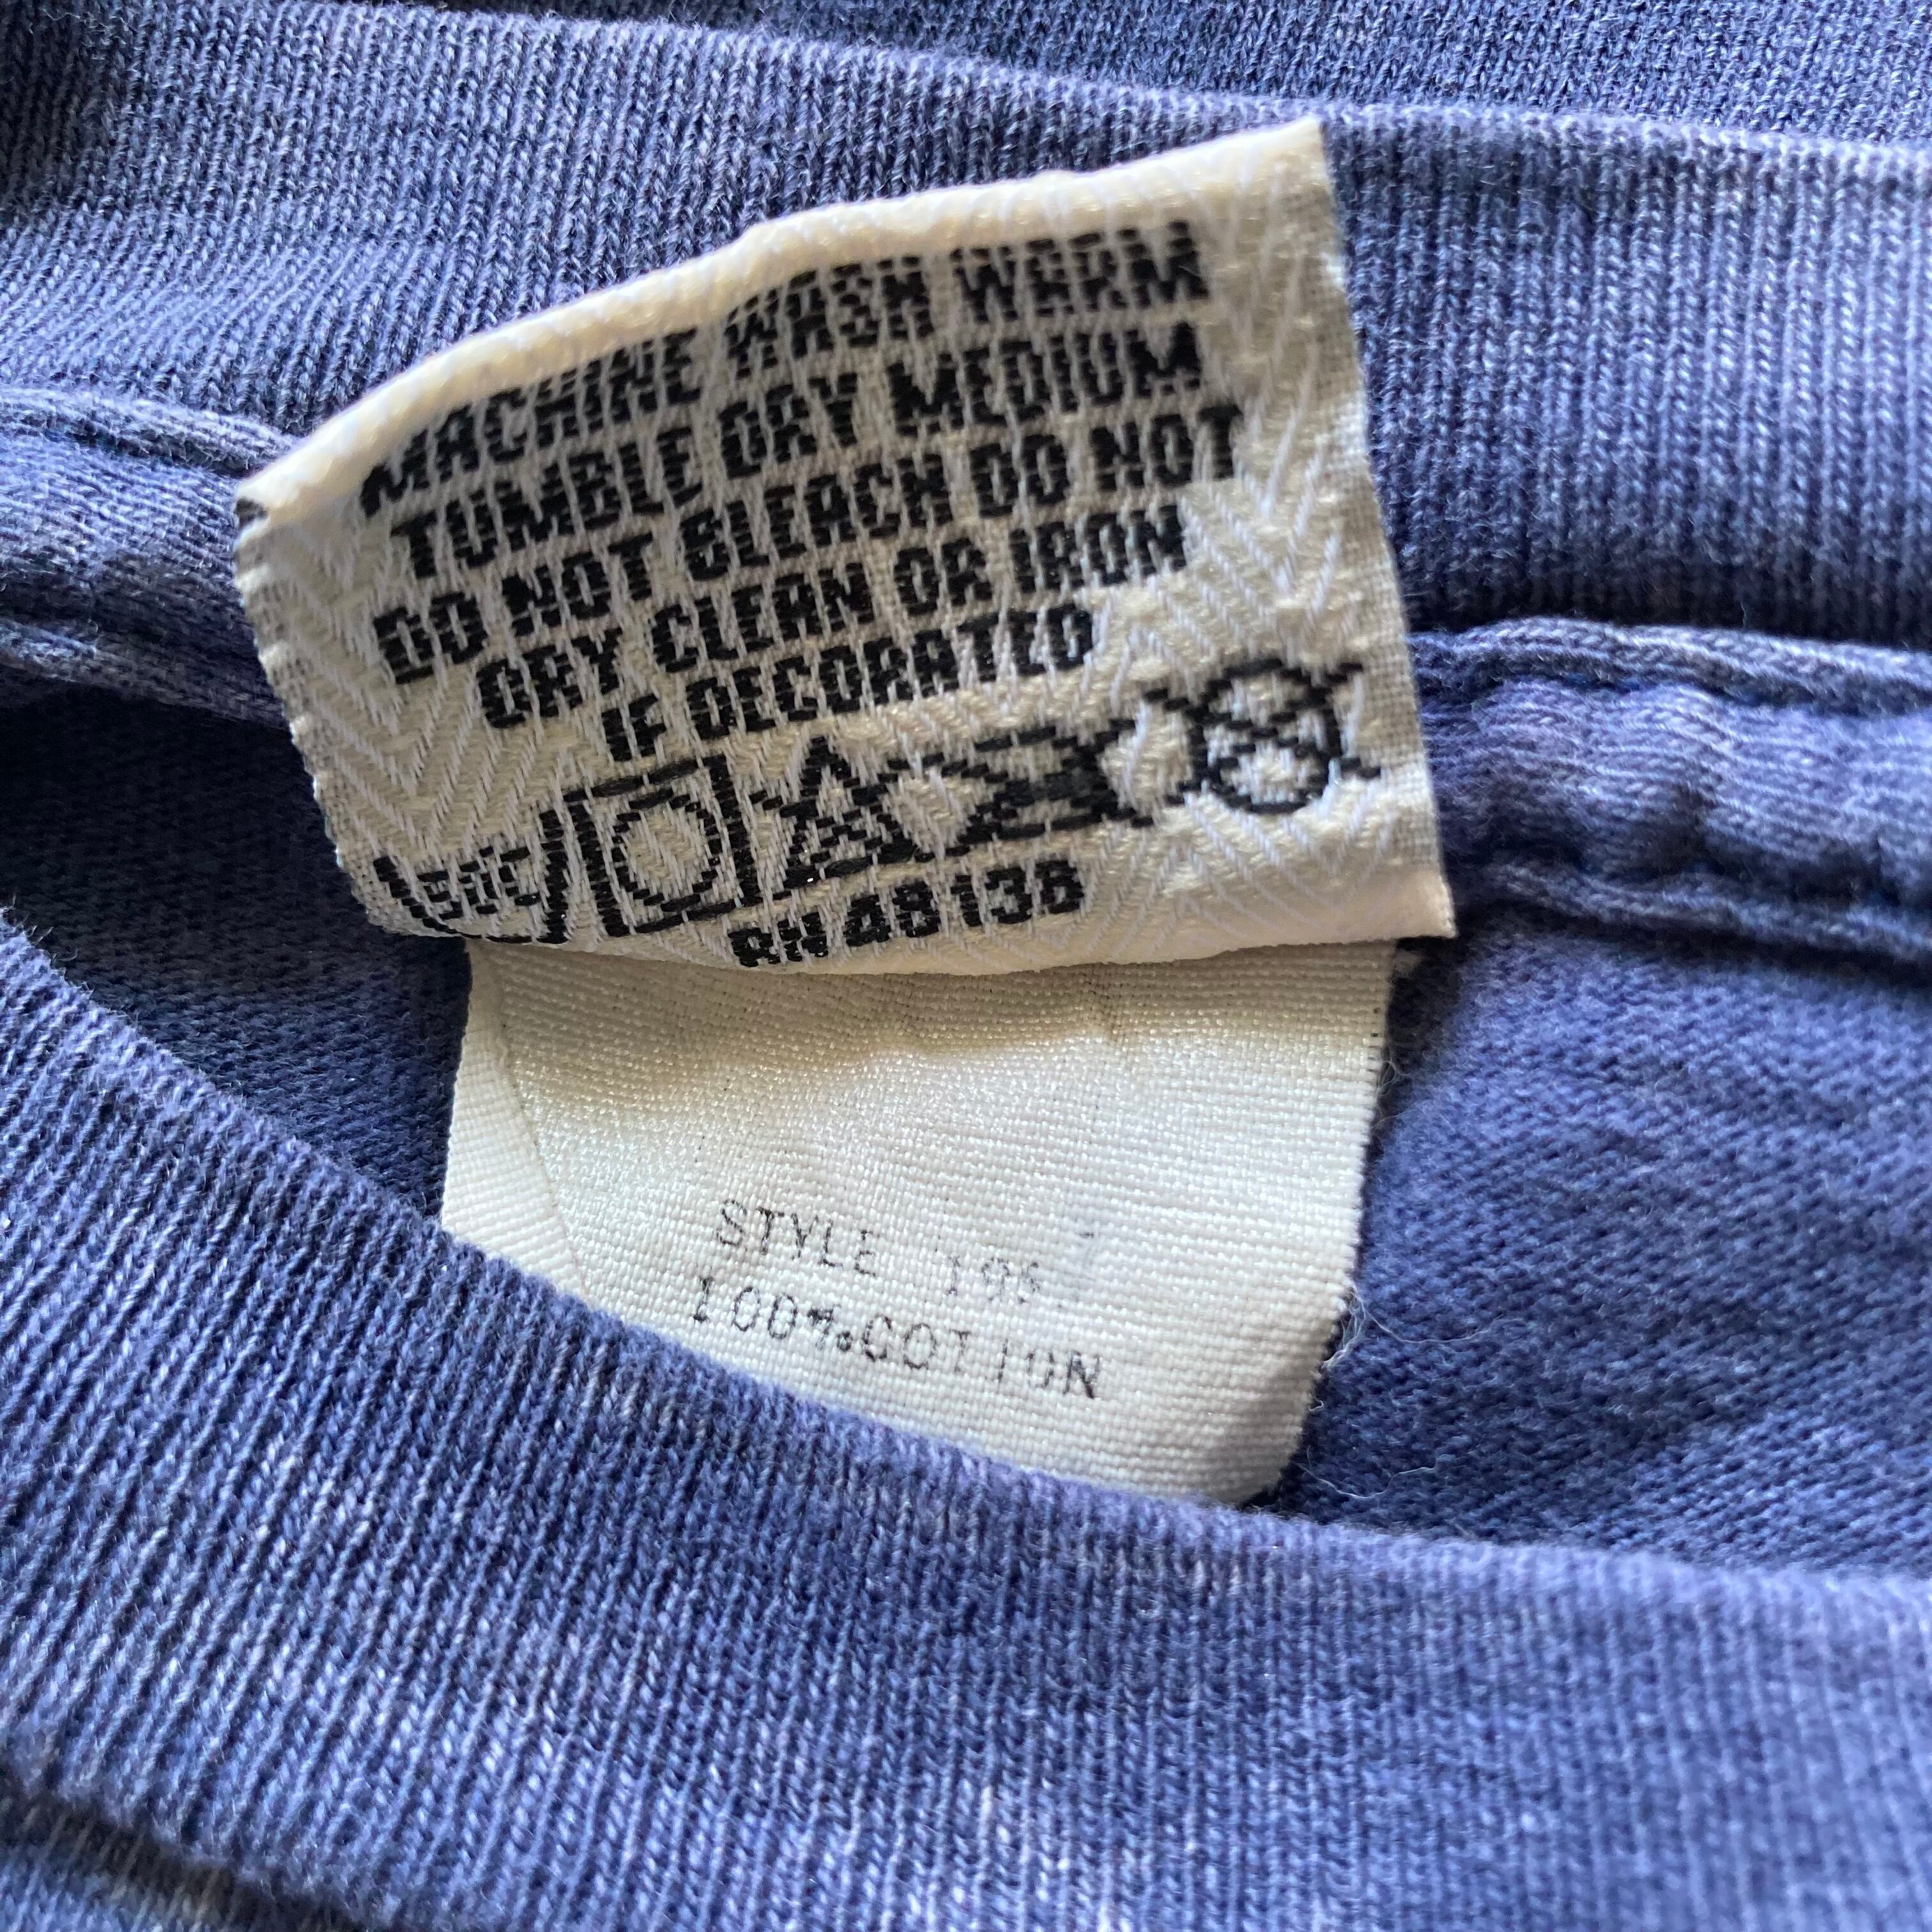 MACHINE WASH WARM
TUMBLE DRY MEDIUM
DO NOT BLEACH DO NOT
DRY CLEAN OR IRON
IF DECORATED
RN 48138
STYLE
100%COTTON